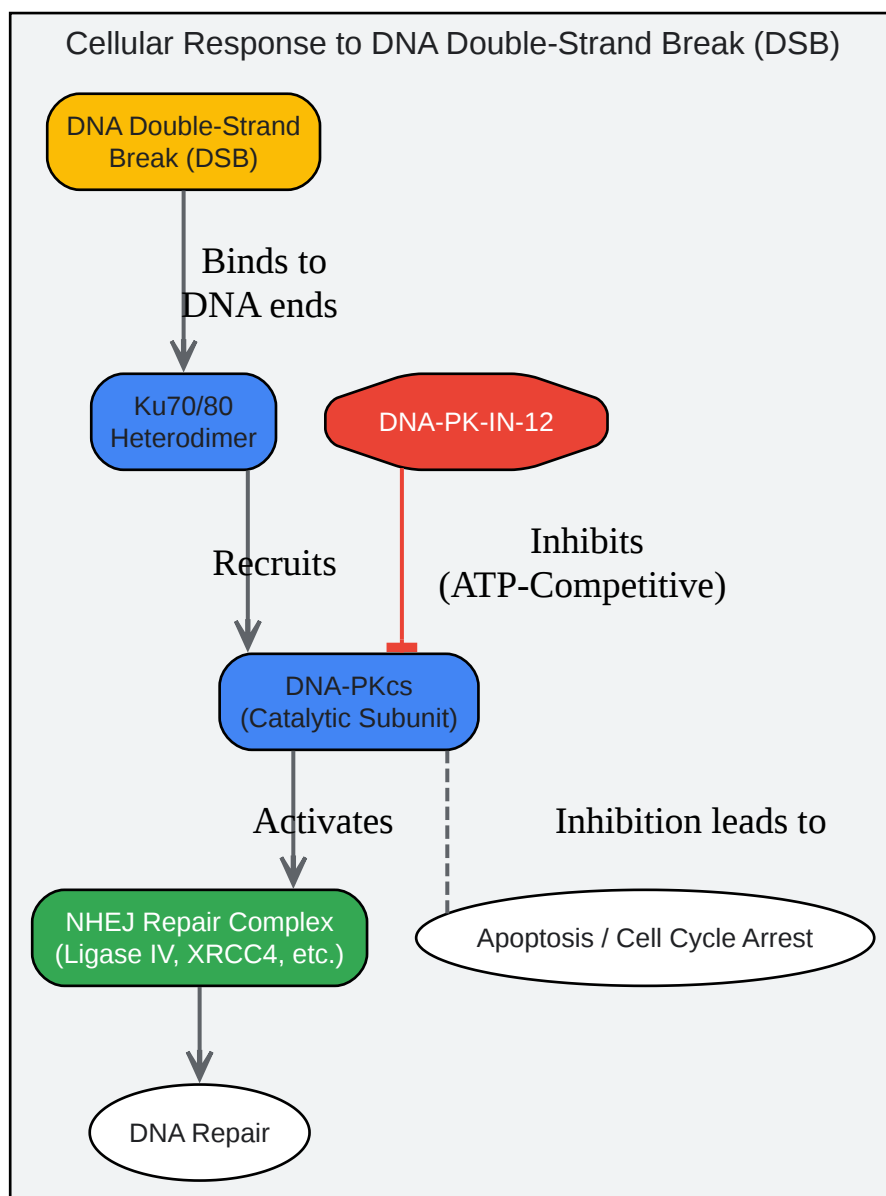 Cellular Response to DNA Double-Strand Break (DSB)
DNA Double-Strand
Break (DSB)
Binds to
DNA ends
Ku70/80
Heterodimer
DNA-PK-IN-12
Recruits
Inhibits
(ATP-Competitive)
DNA-PKcs
(Catalytic Subunit)
Activates
Inhibition leads to
NHEJ Repair Complex
(Ligase IV, XRCC4, etc.)
Apoptosis / Cell Cycle Arrest
DNA Repair